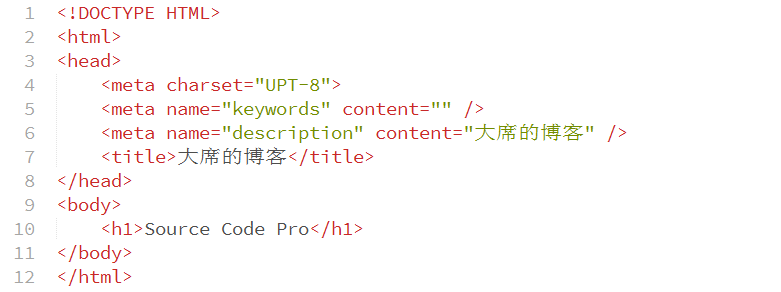 1 <!DOCTYPE HTML>
2 <html>
3 <head>
4     <meta charset="UPT-8">
5     <meta name="keywords" content="" />
6     <meta name="description" content="大席的博客" />
7     <title>大席的博客</title>
8 </head>
9 <body>
10     <h1>Source Code Pro</h1>
11 </body>
12 </html>